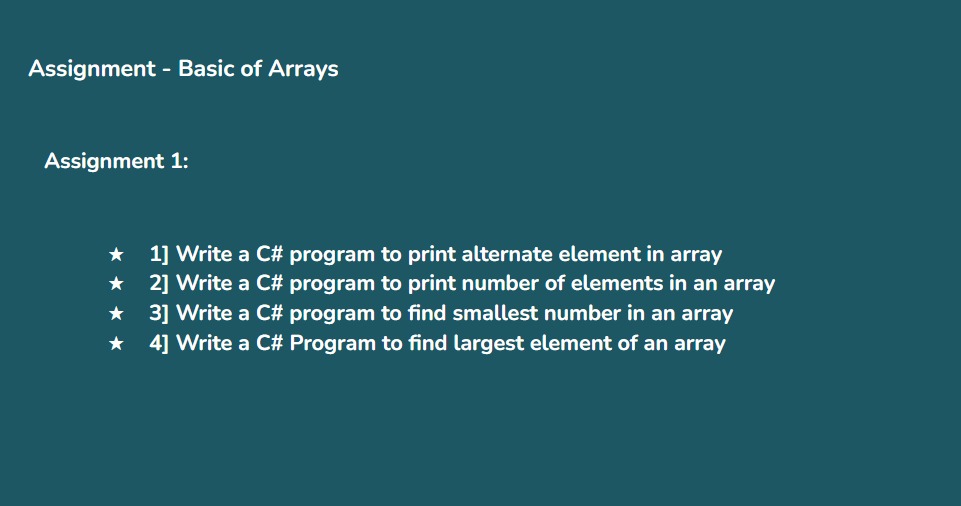 Assignment - Basic of Arrays
Assignment 1:
★ 1] Write a C# program to print alternate element in array
★ 2] Write a C# program to print number of elements in an array
★ 3] Write a C# program to find smallest number in an array
★ 4] Write a C# Program to find largest element of an array